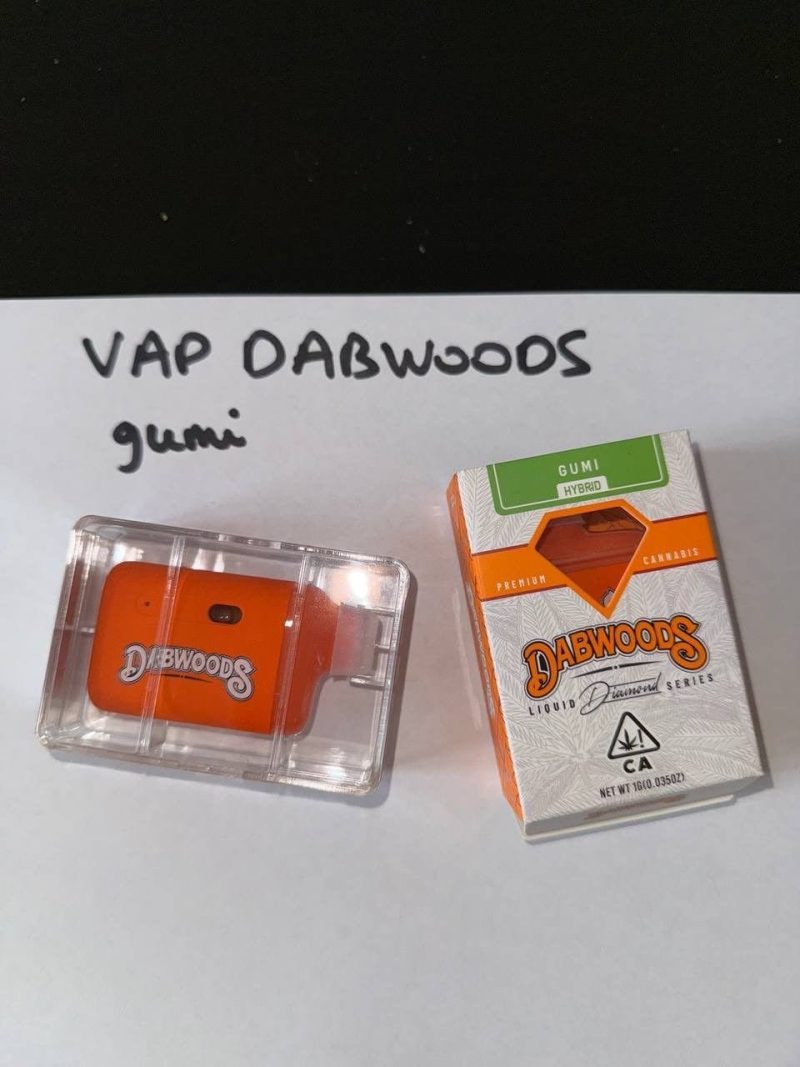 VAP DABWOODS
gumi
GUMI
HYBRID
PREMIUM CANNABIS
DABWOODS
LIQUID Diamond SERIES
CA
NET WT 1G(0.035OZ)
DABWOODS